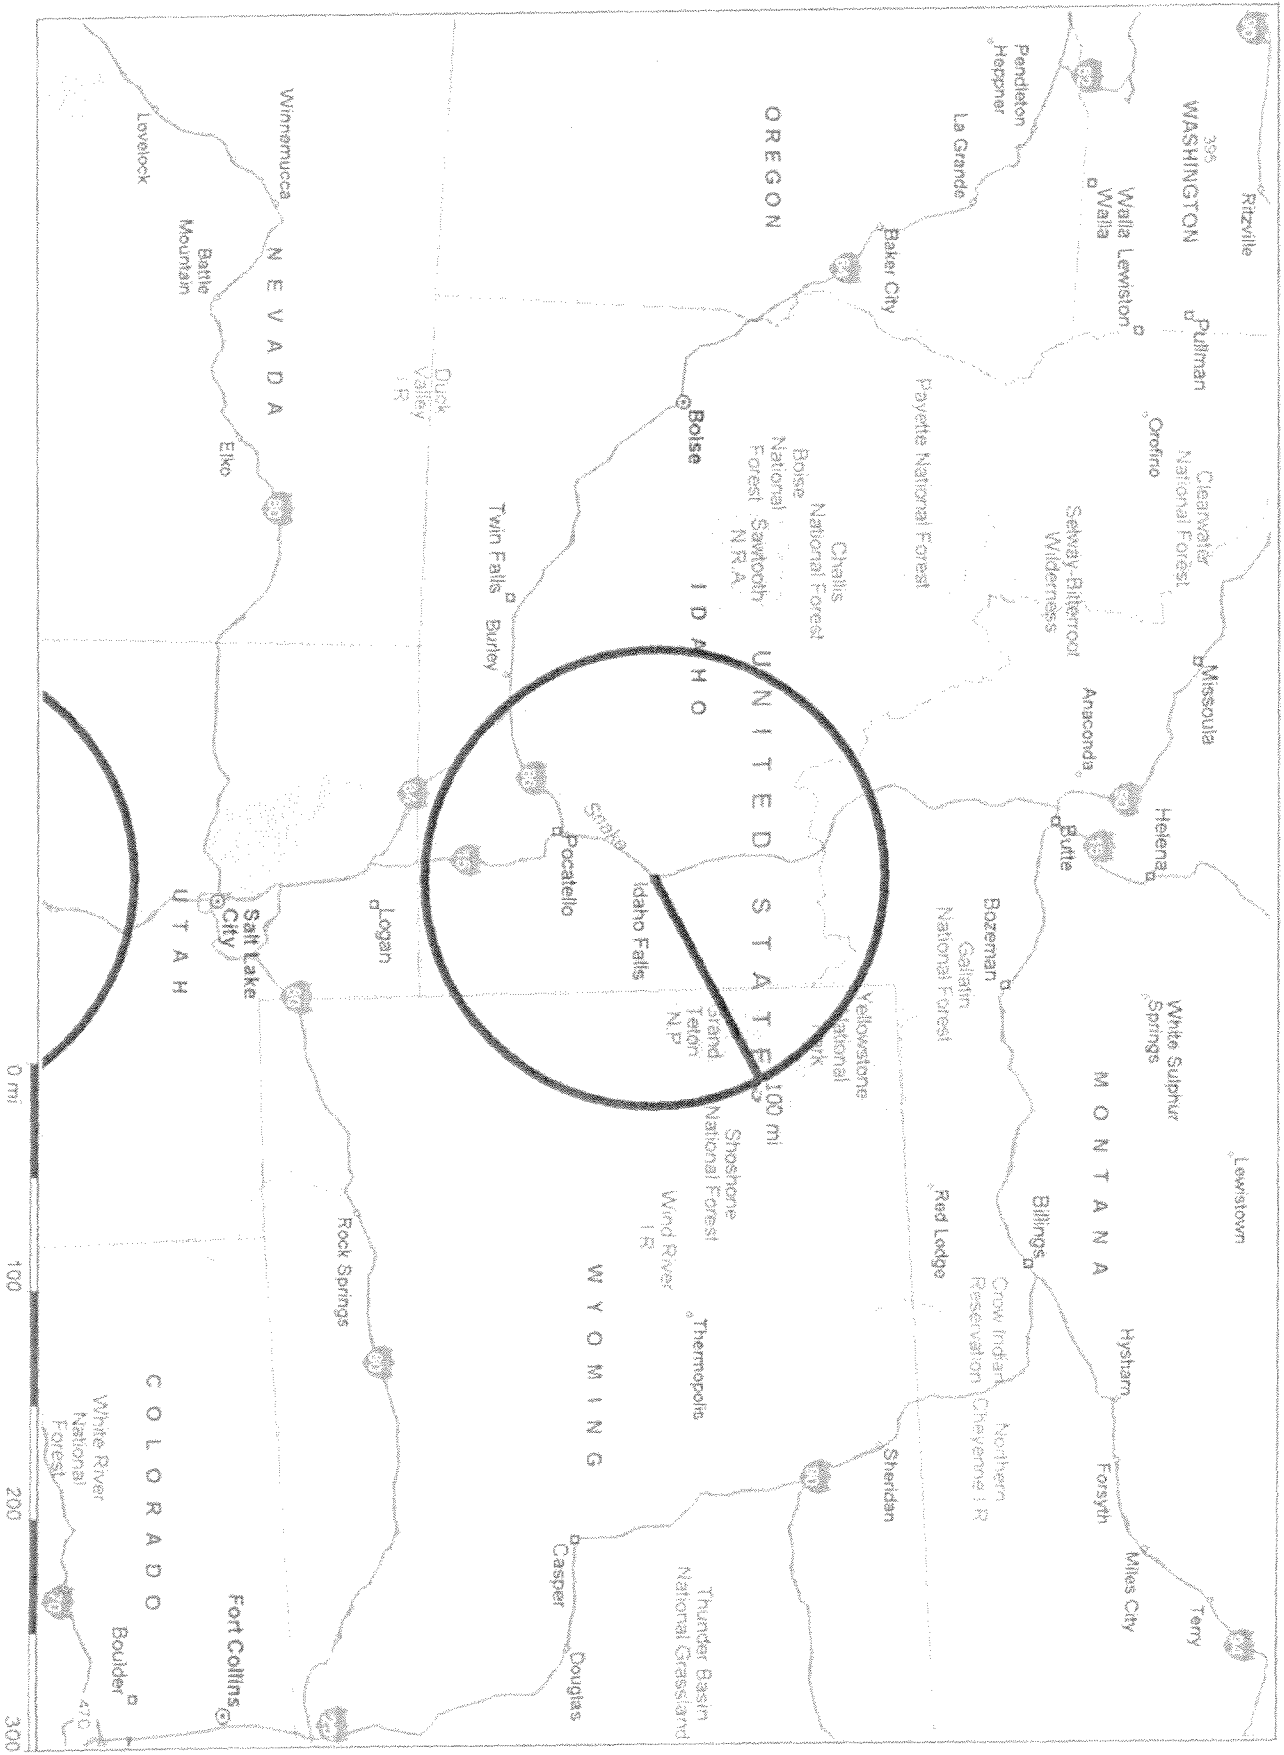 WASHINGTON
395
Ritzville
Pendleton
Heppner
La Grande
Walla
Walla
Lewiston
Pullman
Orofino
Clearwater
National Forest
Missoula
Selway-Bitterroot
Wilderness
Anaconda
Butte
Helena
White Sulphur
Springs
Lewistown
MONTANA
Bozeman
Gallatin
National Forest
Billings
Red Lodge
Hysham
Forsyth
Miles City
Terry
Crow Indian
Reservation
Northern
Cheyenne I R
OREGON
Baker City
Payette National Forest
Boise
Boise
National
Forest
Challis
National Forest
Sawtooth
N.R.A.
IDAHO
UNITED STATE
Yellowstone
National
Park
100 mi
Teton
N.P
Shoshone
National Forest
Wind River
I R
Thermopolis
Sheridan
WYOMING
Thunder Basin
National Grassland
Casper
Douglas
Idaho Falls
Snake
Pocatello
Twin Falls
Burley
Duck
Valley
I R
Winnemucca
Lovelock
Battle
Mountain
NEVADA
Elko
Logan
Salt Lake
City
UTAH
Rock Springs
COLORADO
White River
National
Forest
Fort Collins
Boulder
470
0 mi
100
200
300